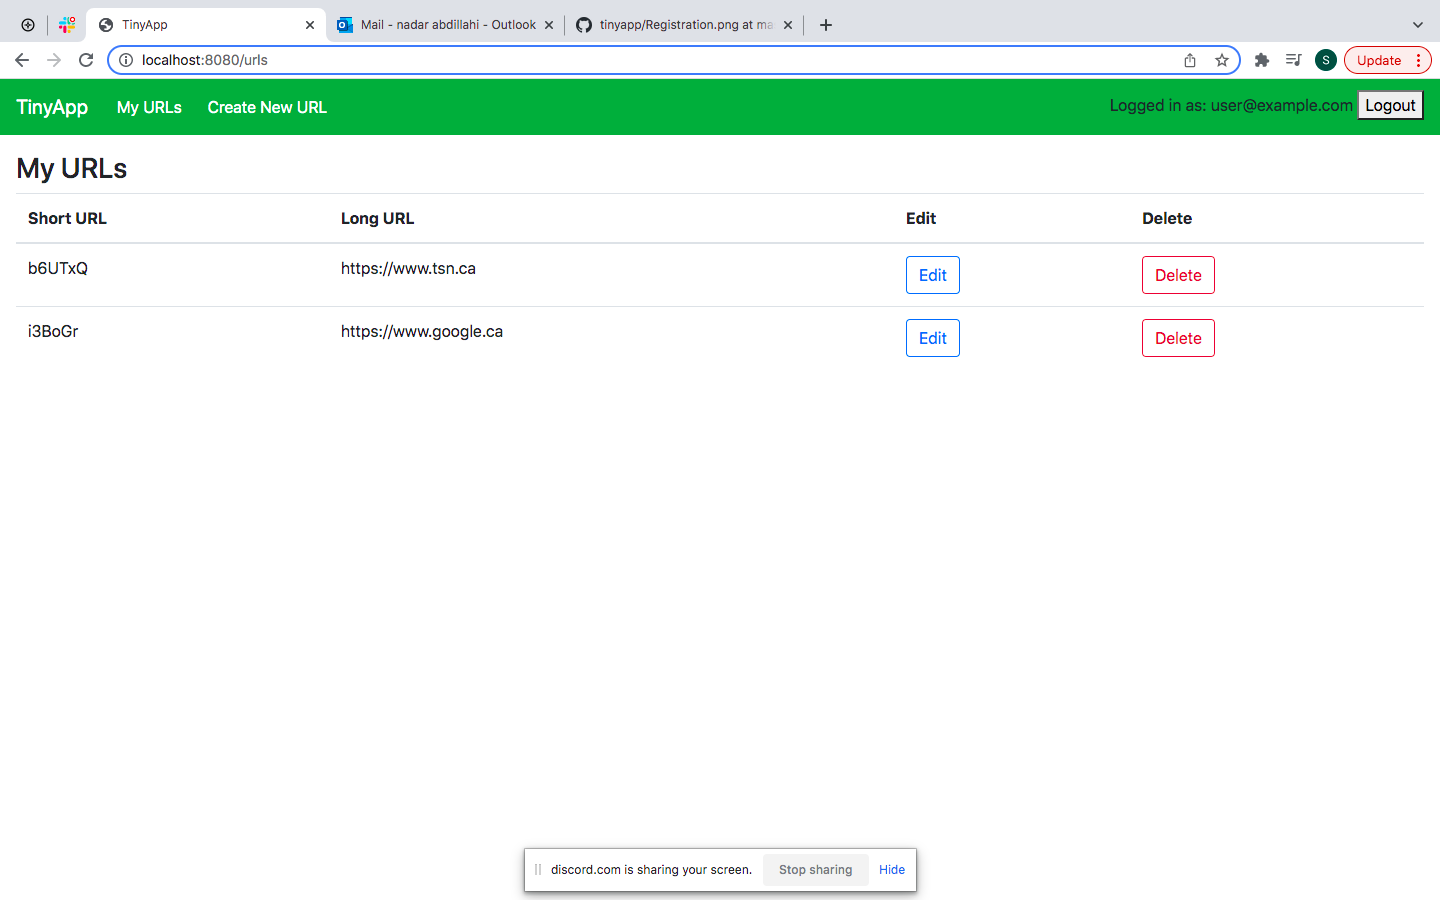 TinyApp
Mail - nadar abdillahi - Outlook
tinyapp/Registration.png at ma
localhost:8080/urls
S
Update
TinyApp My URLs Create New URL Logged in as: user@example.com Logout
My URLs
Short URL Long URL Edit Delete
b6UTxQ https://www.tsn.ca Edit Delete
i3BoGr https://www.google.ca Edit Delete
discord.com is sharing your screen. Stop sharing Hide